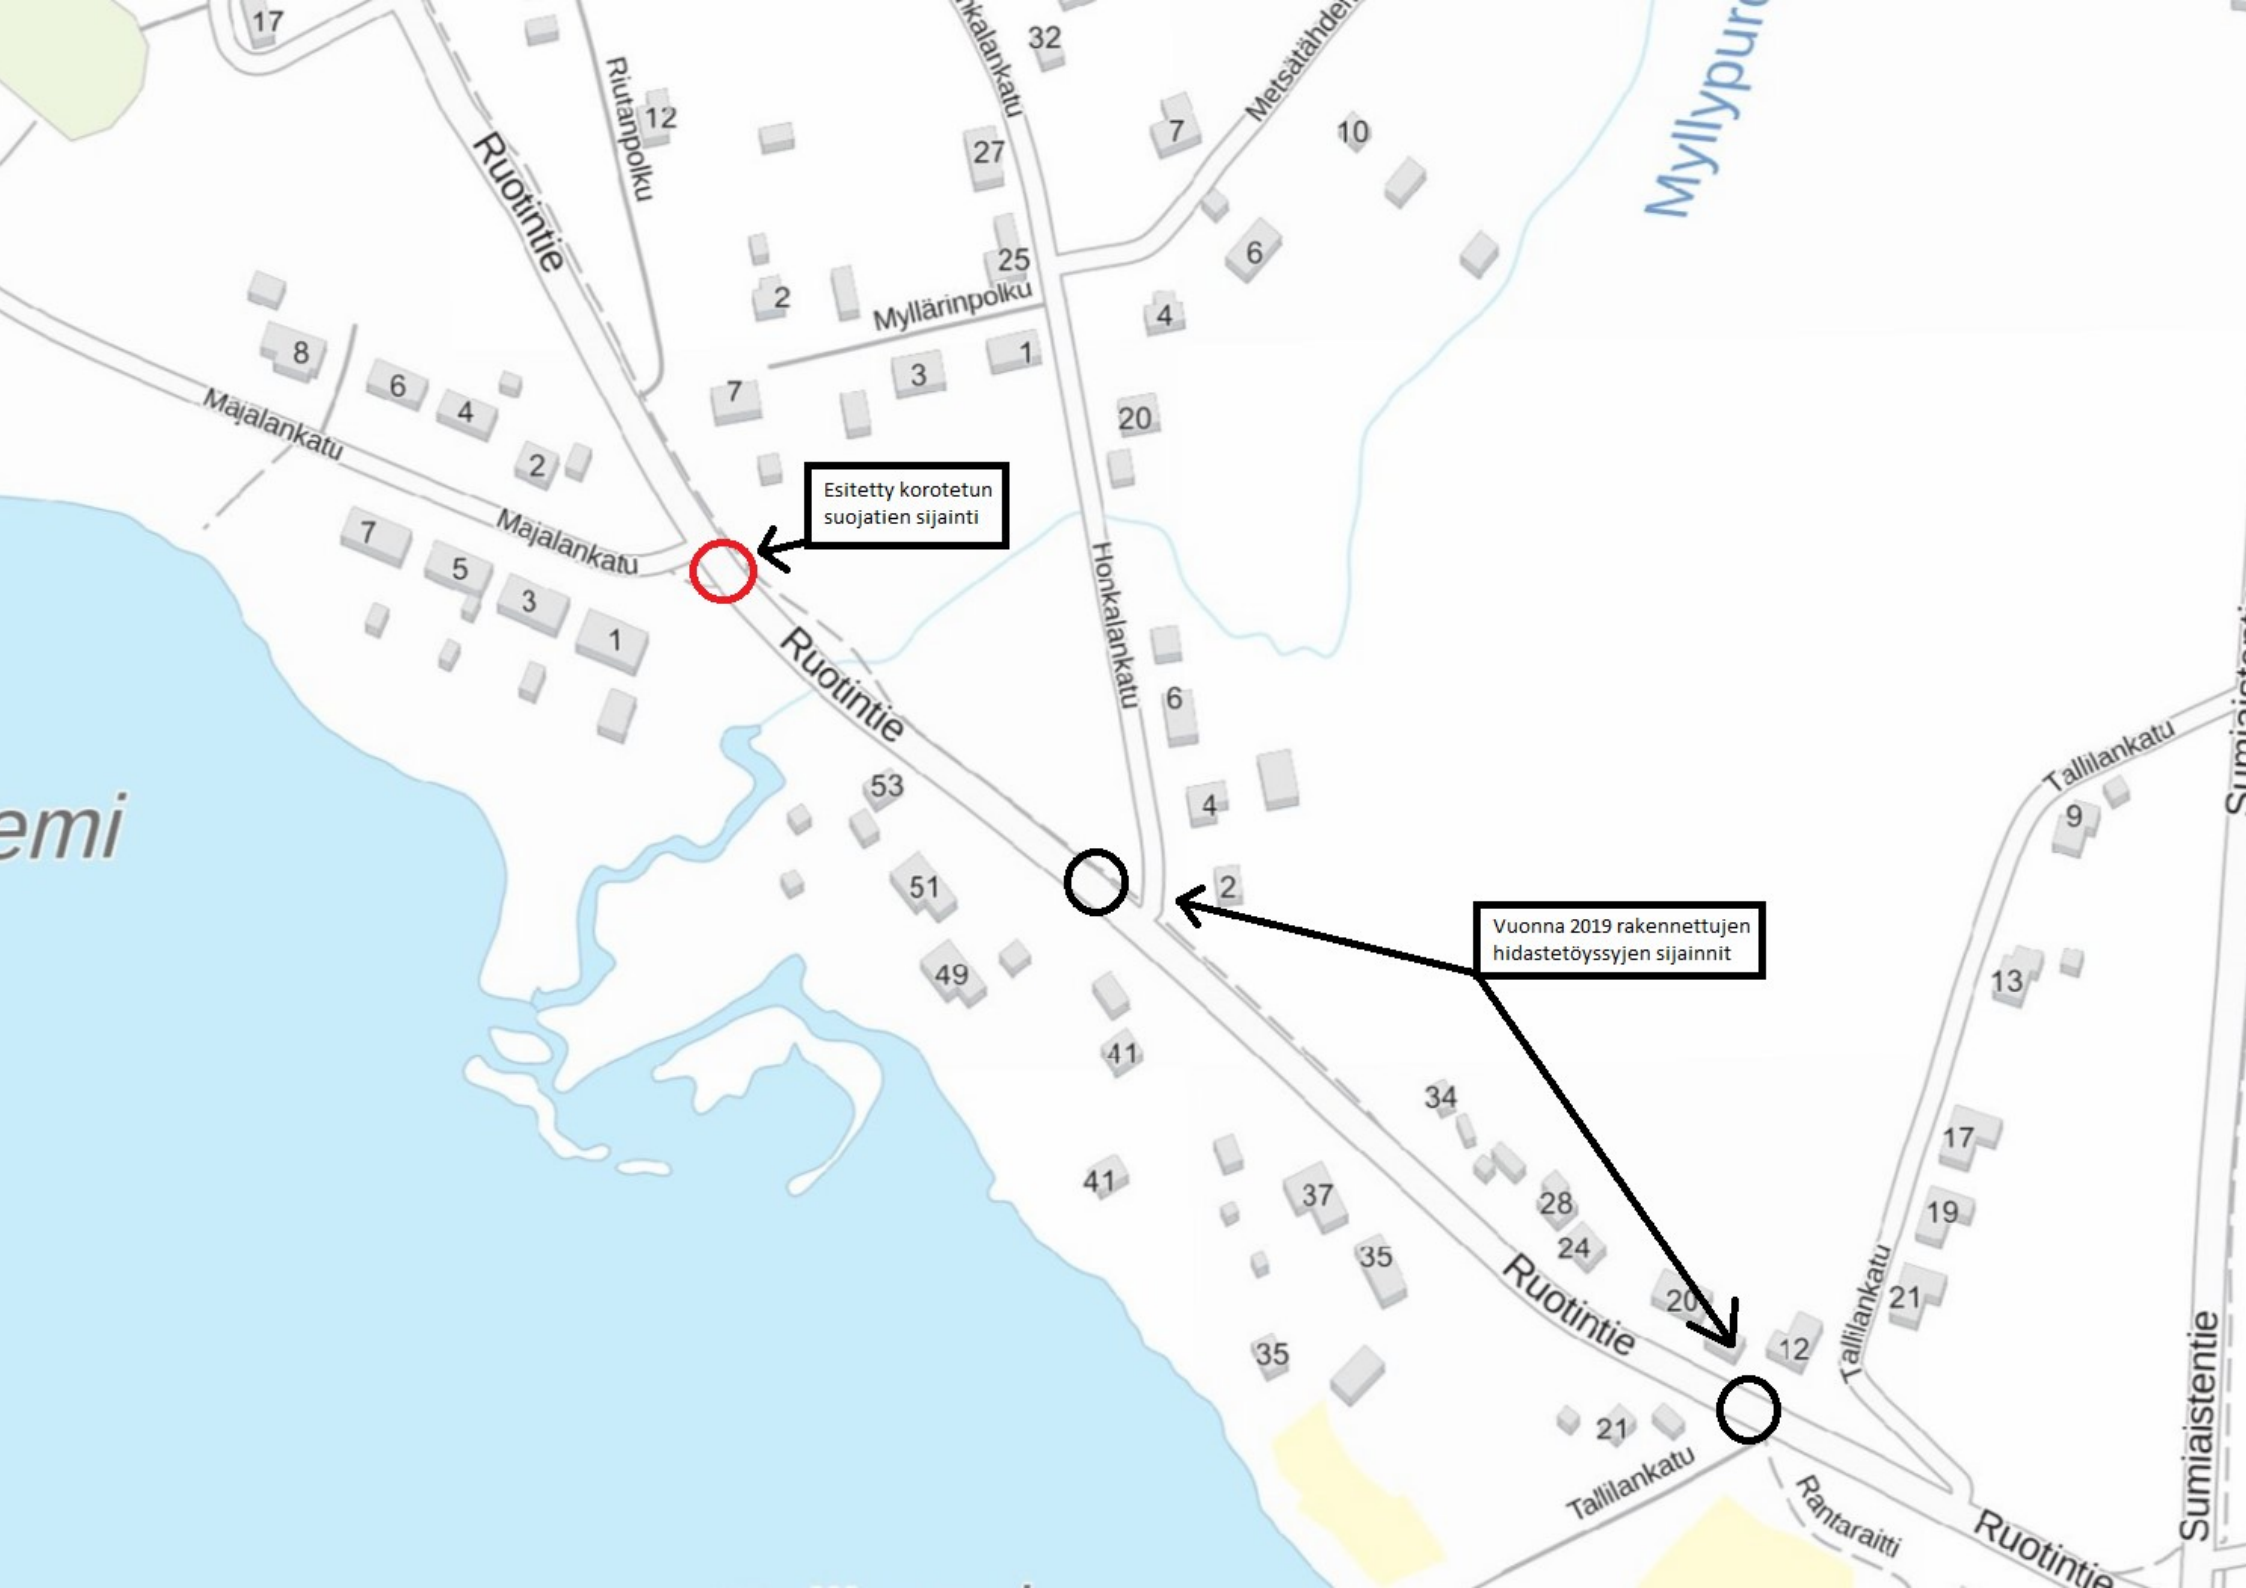 17
nkalankatu
32
Metsätähden
Myllypuro
Riutanpolku
12
Ruotintie
27
7
10
25
6
2
Myllärinpolku
4
8
6
4
7
3
1
Majalankatu
2
20
Esitetty korotetun
suojatien sijainti
7
Majalankatu
5
3
1
Honkalankatu
Ruotintie
6
Tallilankatu
emi
53
4
9
51
2
Vuonna 2019 rakennettujen
hidastetöyssyjen sijainnit
49
13
41
34
17
41
37
28
19
24
35
Ruotintie
20
Tallilankatu
21
35
12
Sumiaistentie
21
Tallilankatu
Rantaraitti
Ruotintie